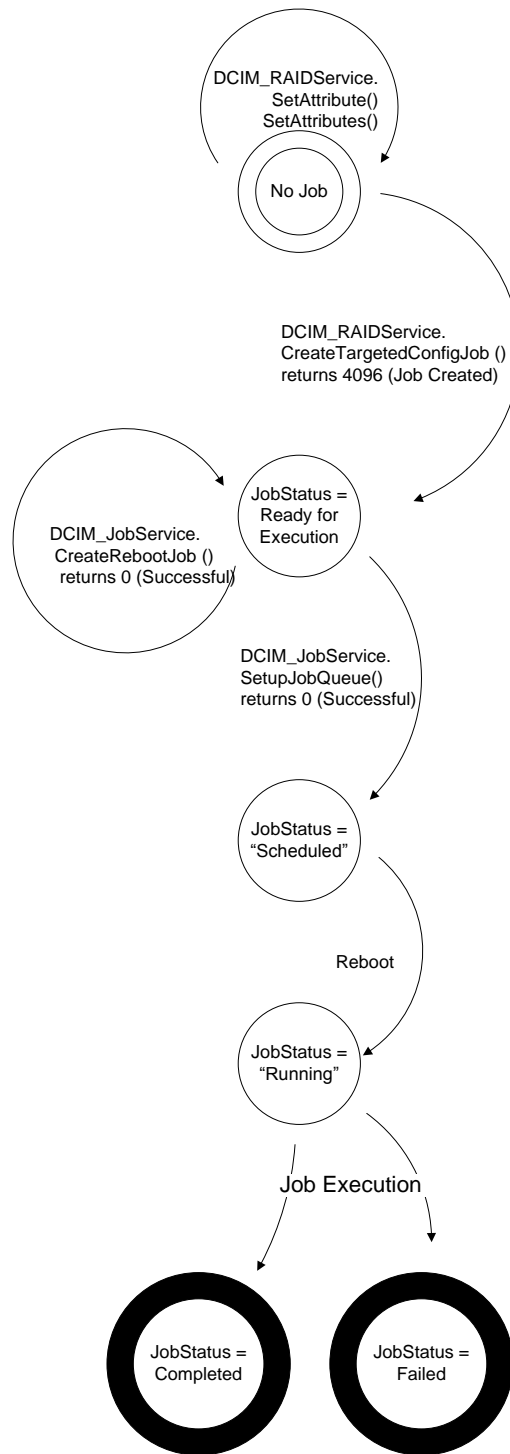 DCIM_RAIDService.
SetAttribute()
SetAttributes()
No Job
DCIM_RAIDService.
CreateTargetedConfigJob ()
returns 4096 (Job Created)
JobStatus =
Ready for
Execution
DCIM_JobService.
CreateRebootJob ()
returns 0 (Successful)
DCIM_JobService.
SetupJobQueue()
returns 0 (Successful)
JobStatus =
“Scheduled”
Reboot
JobStatus =
“Running”
Job Execution
JobStatus =
Completed
JobStatus =
Failed